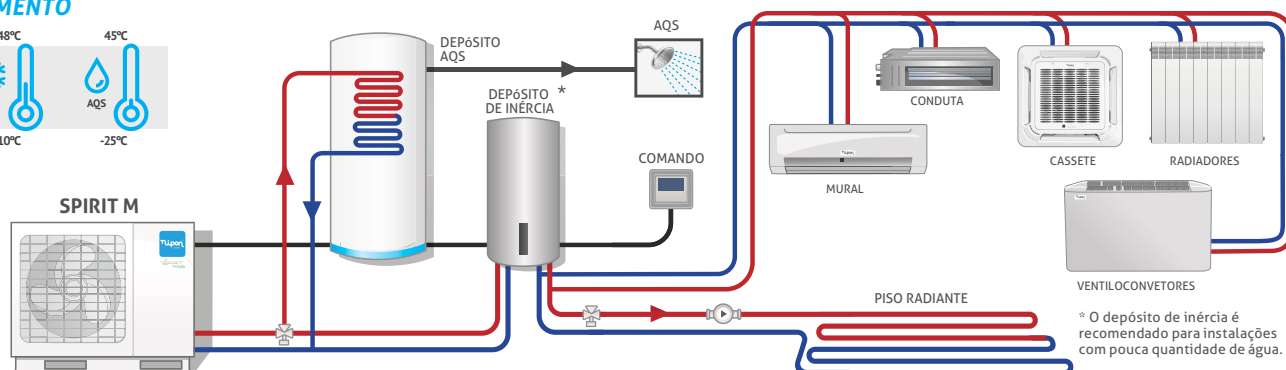 MENTO
48ºC
45ºC
AQS
10ºC
-25ºC
DEPóSITO
AQS
AQS
DEPóSITO *
DE INÉRCIA
COMANDO
CONDUTA
CASSETE
RADIADORES
MURAL
VENTILOCONVETORES
SPIRIT M
Nipon
PISO RADIANTE
* O depósito de inércia é
recomendado para instalações
com pouca quantidade de água.